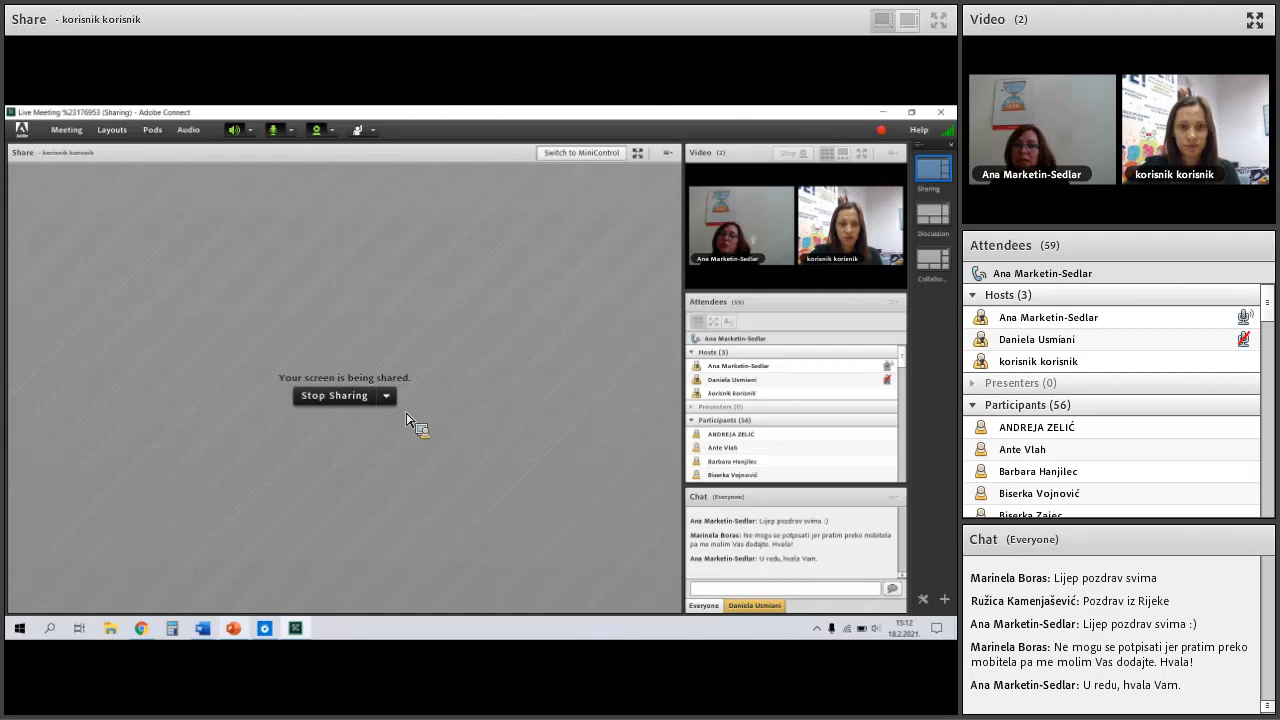 Share - korisnik korisnik
Live Meeting %23176953 (Sharing) - Adobe Connect
Meeting Layouts Pods Audio Help
Share - korisnik korisnik
Switch to MiniControl
Your screen is being shared.
Stop Sharing
Video (2)
Stop
Ana Marketin-Sedlar
korisnik korisnik
Attendees (59)
Ana Marketin-Sedlar
Hosts (3)
Ana Marketin-Sedlar
Daniela Usmiani
korisnik korisnik
Presenters (0)
Participants (56)
ANDREJA ZELIĆ
Ante Vlah
Barbara Hanjilec
Biserka Vojnović
Chat (Everyone)
Ana Marketin-Sedlar: Lijep pozdrav svima :)
Marinela Boras: Ne mogu se potpisati jer pratim preko mobitela
pa me molim Vas dodajte. Hvala!
Ana Marketin-Sedlar: U redu, hvala Vam.
Everyone
Daniela Usmiani
Sharing
Discussion
Collabo...
15:12
18.2.2021.
Video (2)
Ana Marketin-Sedlar
korisnik korisnik
Attendees (59)
Ana Marketin-Sedlar
Hosts (3)
Ana Marketin-Sedlar
Daniela Usmiani
korisnik korisnik
Presenters (0)
Participants (56)
ANDREJA ZELIĆ
Ante Vlah
Barbara Hanjilec
Biserka Vojnović
Biserka Zajec
Chat (Everyone)
Marinela Boras: Lijep pozdrav svima
Ružica Kamenjašević: Pozdrav iz Rijeke
Ana Marketin-Sedlar: Lijep pozdrav svima :)
Marinela Boras: Ne mogu se potpisati jer pratim preko
mobitela pa me molim Vas dodajte. Hvala!
Ana Marketin-Sedlar: U redu, hvala Vam.